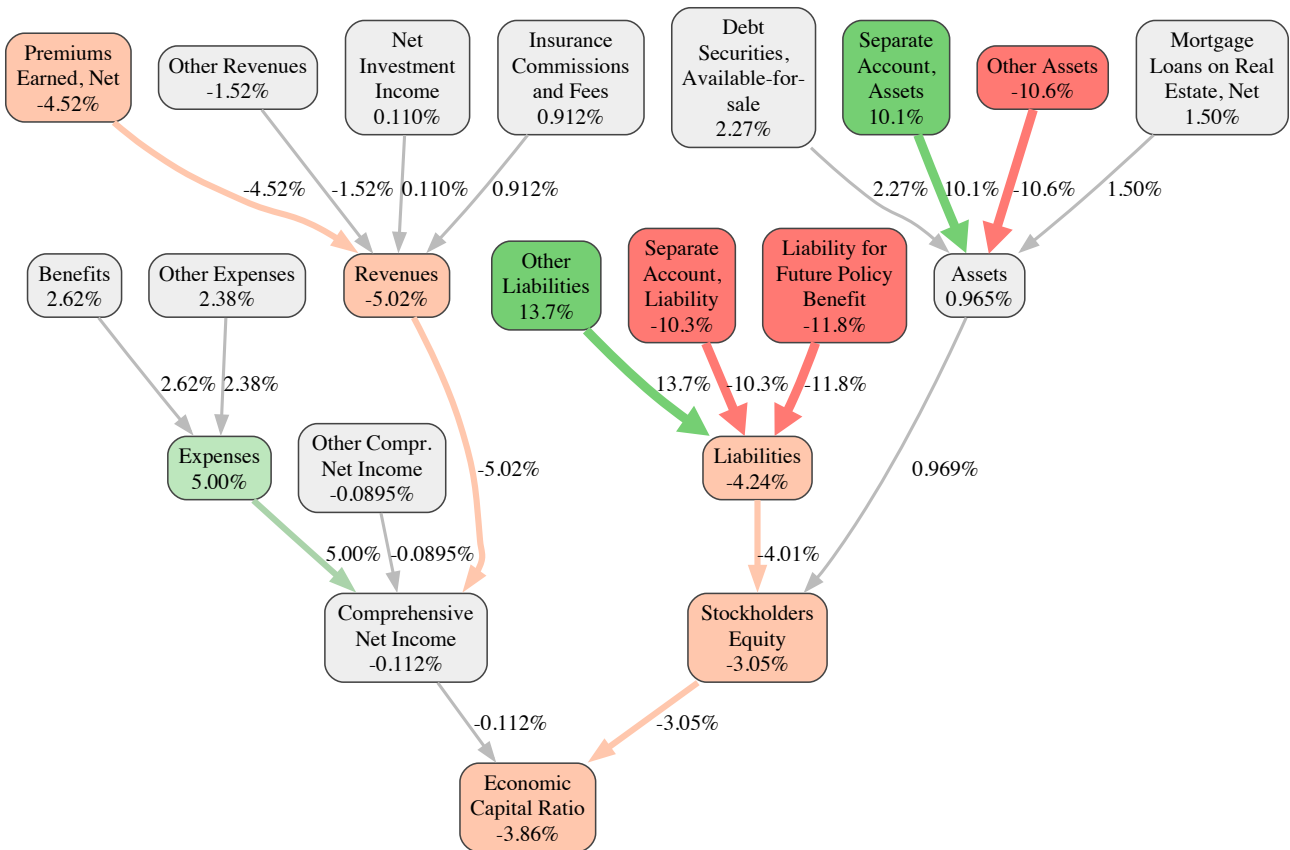 Premiums
Earned, Net
-4.52%
Other Revenues
-1.52%
Net
Investment
Income
0.110%
Insurance
Commissions
and Fees
0.912%
Debt
Securities,
Available-for-
sale
2.27%
Separate
Account,
Assets
10.1%
Other Assets
-10.6%
Mortgage
Loans on Real
Estate, Net
1.50%
-4.52%
-1.52%
0.110%
0.912%
2.27%
10.1%
-10.6%
1.50%
Benefits
2.62%
Other Expenses
2.38%
Revenues
-5.02%
Other
Liabilities
13.7%
Separate
Account,
Liability
-10.3%
Liability for
Future Policy
Benefit
-11.8%
Assets
0.965%
2.62%
2.38%
13.7%
-10.3%
-11.8%
Expenses
5.00%
Other Compr.
Net Income
-0.0895%
-5.02%
Liabilities
-4.24%
0.969%
5.00%
-0.0895%
-4.01%
Comprehensive
Net Income
-0.112%
Stockholders
Equity
-3.05%
-0.112%
-3.05%
Economic
Capital Ratio
-3.86%